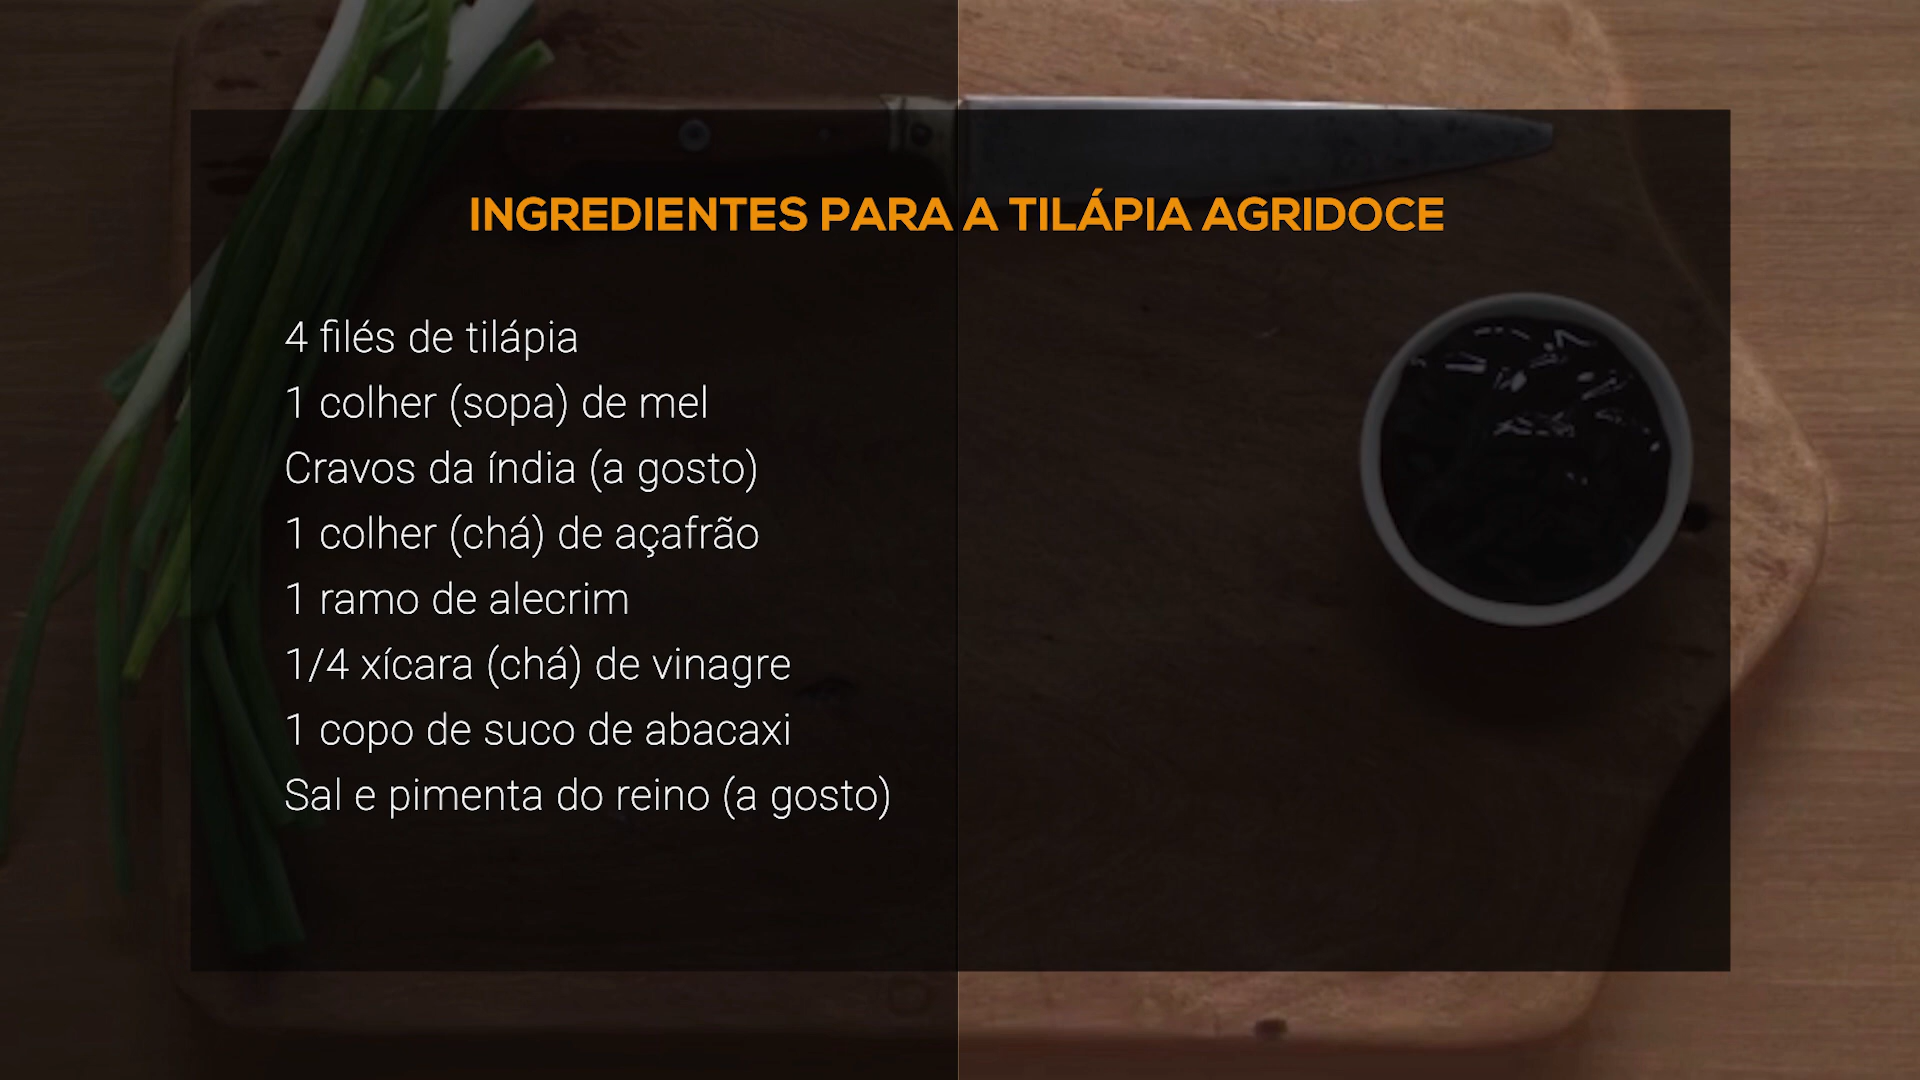 INGREDIENTES PARA A TILÁPIA AGRIDOCE
4 filés de tilápia
1 colher (sopa) de mel
Cravos da índia (a gosto)
1 colher (chá) de açafrão
1 ramo de alecrim
1/4 xícara (chá) de vinagre
1 copo de suco de abacaxi
Sal e pimenta do reino (a gosto)